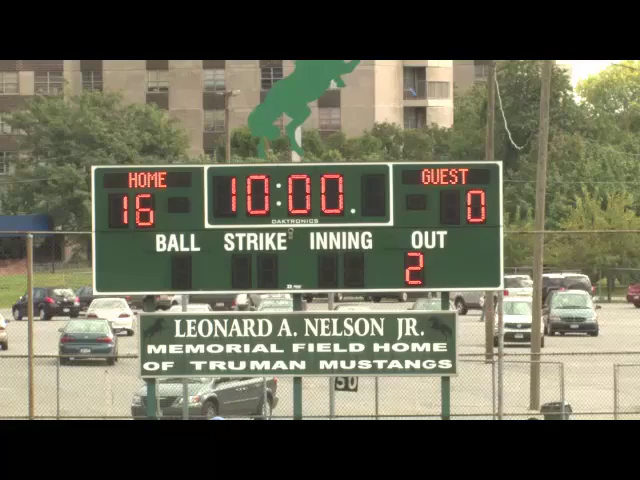 HOME 10:00. GUEST
16 0
DAKTRONICS
BALL STRIKE INNING OUT
2
LEONARD A. NELSON JR.
MEMORIAL FIELD HOME
OF TRUMAN MUSTANGS
50